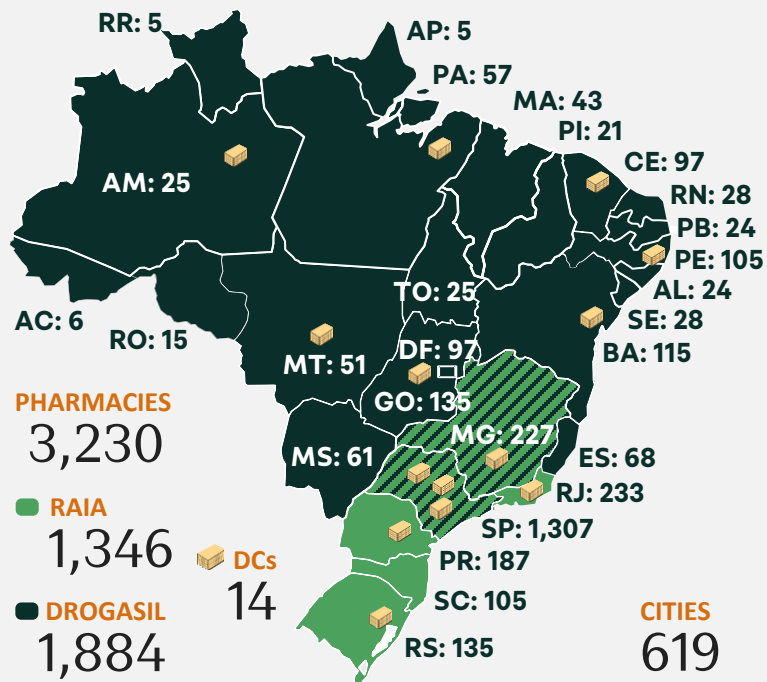 RR: 5
AP: 5
PA: 57
MA: 43
PI: 21
CE: 97
RN: 28
PB: 24
PE: 105
AL: 24
SE: 28
BA: 115
AM: 25
TO: 25
AC: 6
RO: 15
MT: 51
DF: 97
GO: 135
MS: 61
MG: 227
ES: 68
RJ: 233
SP: 1,307
PR: 187
SC: 105
RS: 135
PHARMACIES
3,230
RAIA
1,346
DROGASIL
1,884
DCs
14
CITIES
619